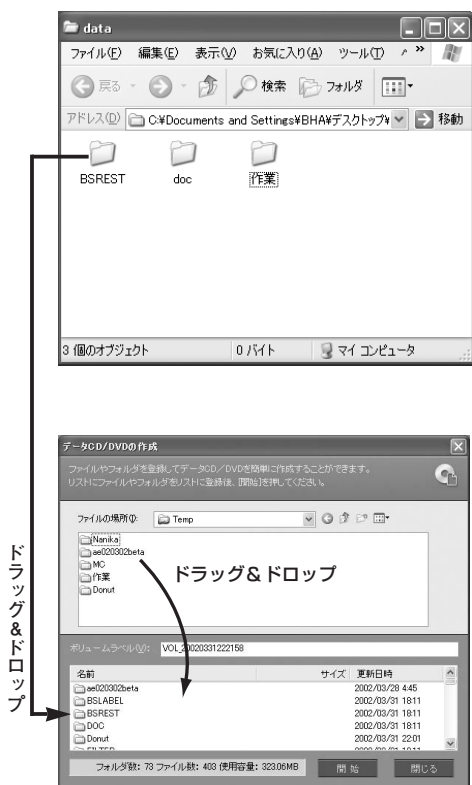 data
ファイル(F) 編集(E) 表示(V) お気に入り(A) ツール(T) »
戻る 検索 フォルダ
アドレス(D) C:¥Documents and Settings¥BHA¥デスクトップ¥ 移動
BSREST doc 作業
3 個のオブジェクト 0 バイト マイ コンピュータ
ドラッグ&ドロップ
データCD/DVDの作成
ファイルやフォルダを登録してデータCD／DVDを簡単に作成することができます。
リストにファイルやフォルダをリストに登録後、[開始]を押してください。
ファイルの場所(I): Temp
Nanika
ae020302beta
MC
作業
Donut
ドラッグ&ドロップ
ボリュームラベル(V): VOL_20020331222158
名前 サイズ 更新日時
ae020302beta 2002/03/28 4:45
BSLABEL 2002/03/31 18:11
BSREST 2002/03/31 18:11
DOC 2002/03/31 18:11
Donut 2002/03/31 22:01
FILTER 2002/03/31 18:11
フォルダ数: 73 ファイル数: 403 使用容量: 323.06MB 開始 閉じる